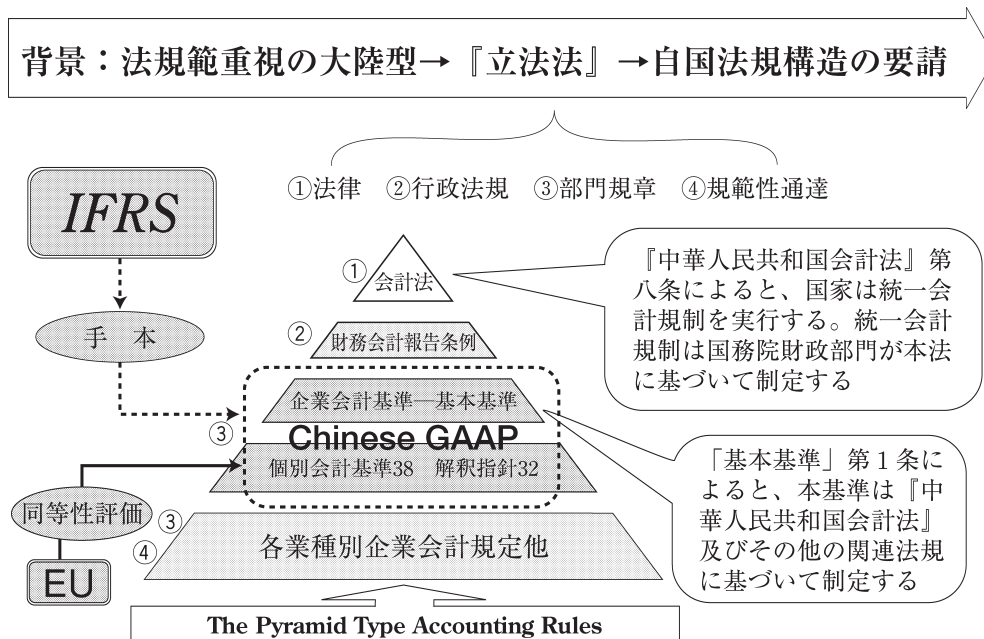 背景：法規範重視の大陸型→『立法法』→自国法規構造の要請
①法律　②行政法規　③部門規章　④規範性通達
IFRS
手　本
①
会計法
②
財務会計報告条例
③
企業会計基準―基本基準
Chinese GAAP
個別会計基準38　解釈指針32
同等性評価
EU
③
④
各業種別企業会計規定他
『中華人民共和国会計法』第
八条によると、国家は統一会
計規制を実行する。統一会計
規制は国務院財政部門が本法
に基づいて制定する
「基本基準」第１条に
よると、本基準は『中
華人民共和国会計法』
及びその他の関連法規
に基づいて制定する
The Pyramid Type Accounting Rules